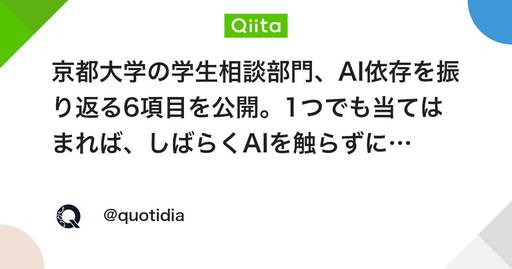 Qiita
京都大学の学生相談部門、AI依存を振
り返る6項目を公開。1つでも当ては
まれば、しばらくAIを触らずに…
@quotidia